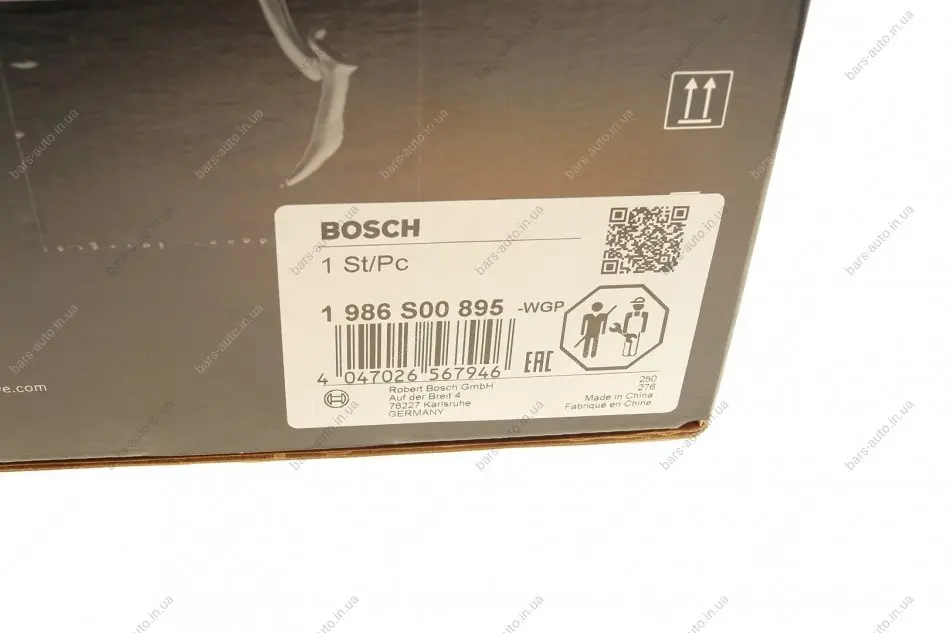 BOSCH
1 St/Pc
1 986 S00 895 -WGP
4 047026 567946
EAC
Robert Bosch GmbH
Auf der Breit 4
76227 Karlsruhe
GERMANY
250
276
Made in China
Fabriqué en Chine
ve.com
bars-auto.in.ua